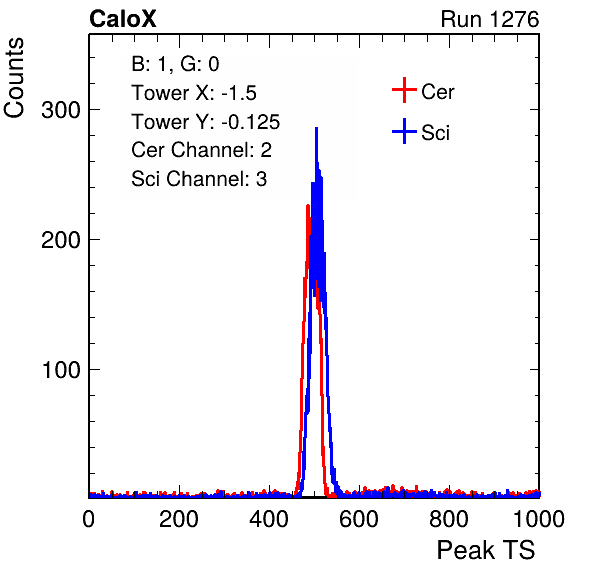 CaloX Run 1276
Counts
B: 1, G: 0
Tower X: -1.5
Tower Y: -0.125
Cer Channel: 2
Sci Channel: 3
Cer
Sci
300
200
100
0 200 400 600 800 1000
Peak TS